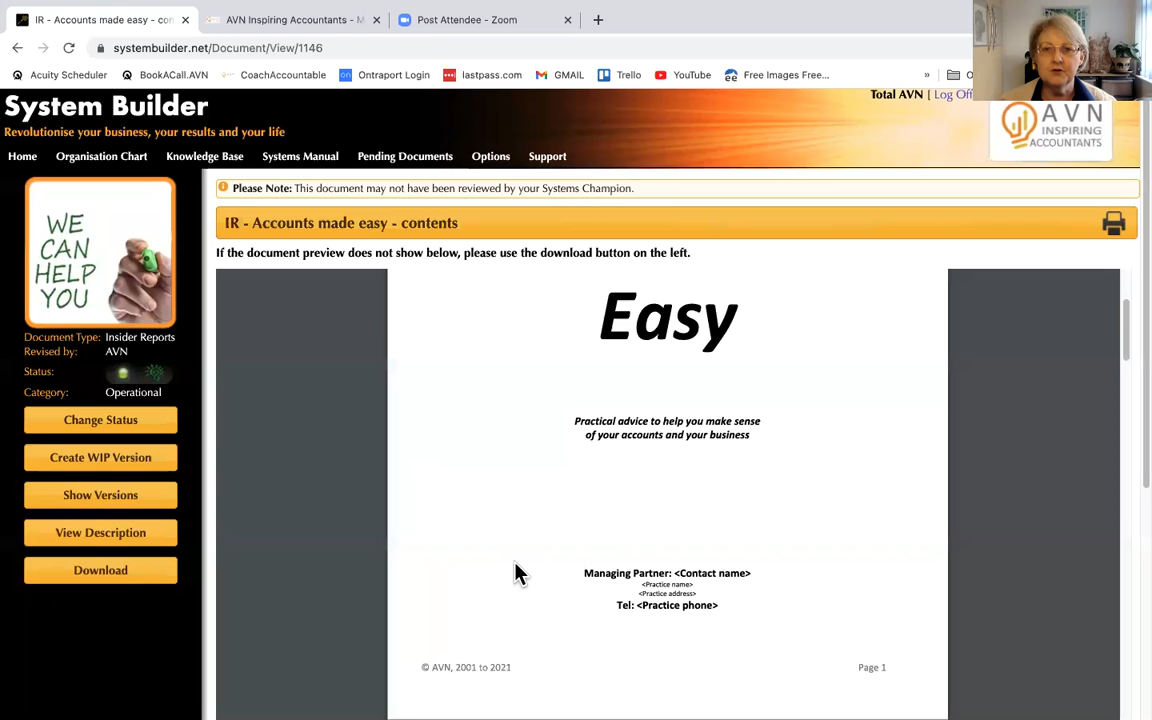 IR - Accounts made easy - con
AVN Inspiring Accountants - M
Post Attendee - Zoom
systembuilder.net/Document/View/1146
Acuity Scheduler
BookACall.AVN
CoachAccountable
Ontraport Login
lastpass.com
GMAIL
Trello
YouTube
Free Images Free...
»
System Builder
Revolutionise your business, your results and your life
Total AVN | Log Off
AVN
INSPIRING
ACCOUNTANTS
Home Organisation Chart Knowledge Base Systems Manual Pending Documents Options Support
WE
CAN
HELP
YOU
Document Type: Insider Reports
Revised by: AVN
Status:
Category: Operational
Change Status
Create WIP Version
Show Versions
View Description
Download
Please Note: This document may not have been reviewed by your Systems Champion.
IR - Accounts made easy - contents
If the document preview does not show below, please use the download button on the left.
Easy
Practical advice to help you make sense
of your accounts and your business
Managing Partner: <Contact name>
<Practice name>
<Practice address>
Tel: <Practice phone>
© AVN, 2001 to 2021
Page 1